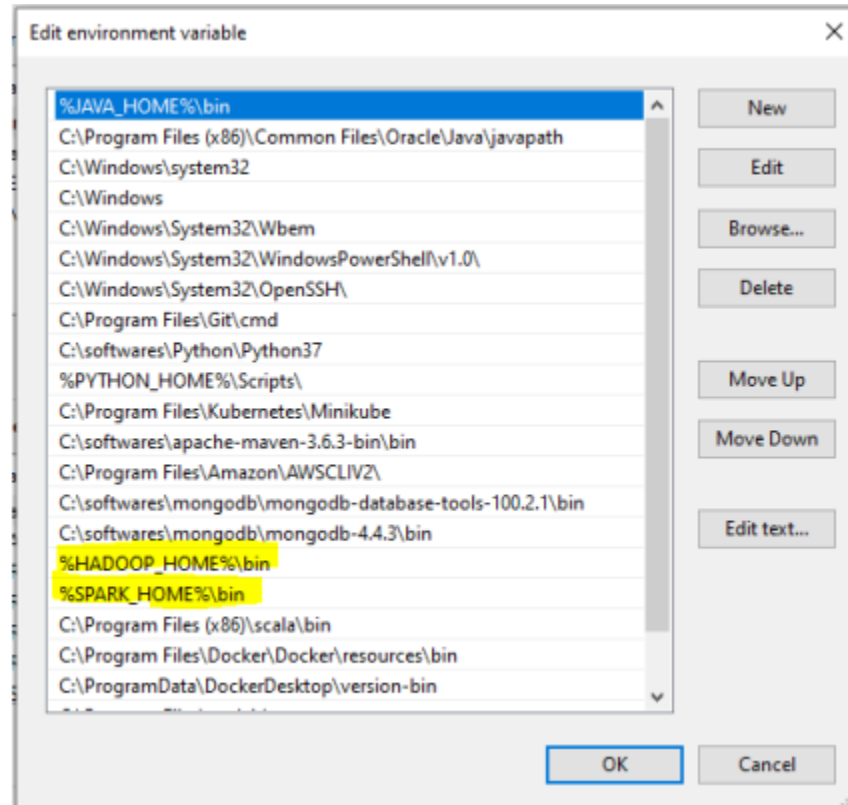 Edit environment variable
%JAVA_HOME%\bin
C:\Program Files (x86)\Common Files\Oracle\Java\javapath
C:\Windows\system32
C:\Windows
C:\Windows\System32\Wbem
C:\Windows\System32\WindowsPowerShell\v1.0\
C:\Windows\System32\OpenSSH\
C:\Program Files\Git\cmd
C:\softwares\Python\Python37
%PYTHON_HOME%\Scripts\
C:\Program Files\Kubernetes\Minikube
C:\softwares\apache-maven-3.6.3-bin\bin
C:\Program Files\Amazon\AWSCLIV2\
C:\softwares\mongodb\mongodb-database-tools-100.2.1\bin
C:\softwares\mongodb\mongodb-4.4.3\bin
%HADOOP_HOME%\bin
%SPARK_HOME%\bin
C:\Program Files (x86)\scala\bin
C:\Program Files\Docker\Docker\resources\bin
C:\ProgramData\DockerDesktop\version-bin
New
Edit
Browse...
Delete
Move Up
Move Down
Edit text...
OK
Cancel